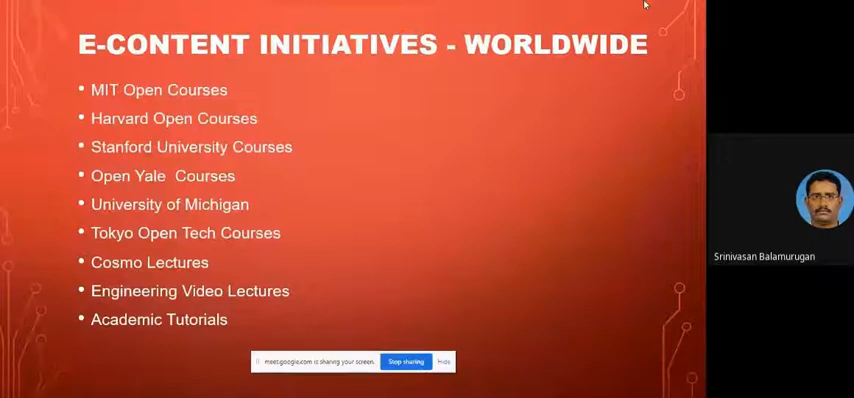 E-CONTENT INITIATIVES - WORLDWIDE
• MIT Open Courses
• Harvard Open Courses
• Stanford University Courses
• Open Yale Courses
• University of Michigan
• Tokyo Open Tech Courses
• Cosmo Lectures
• Engineering Video Lectures
• Academic Tutorials
Srinivasan Balamurugan
meet.google.com is sharing your screen. Stop sharing Hide